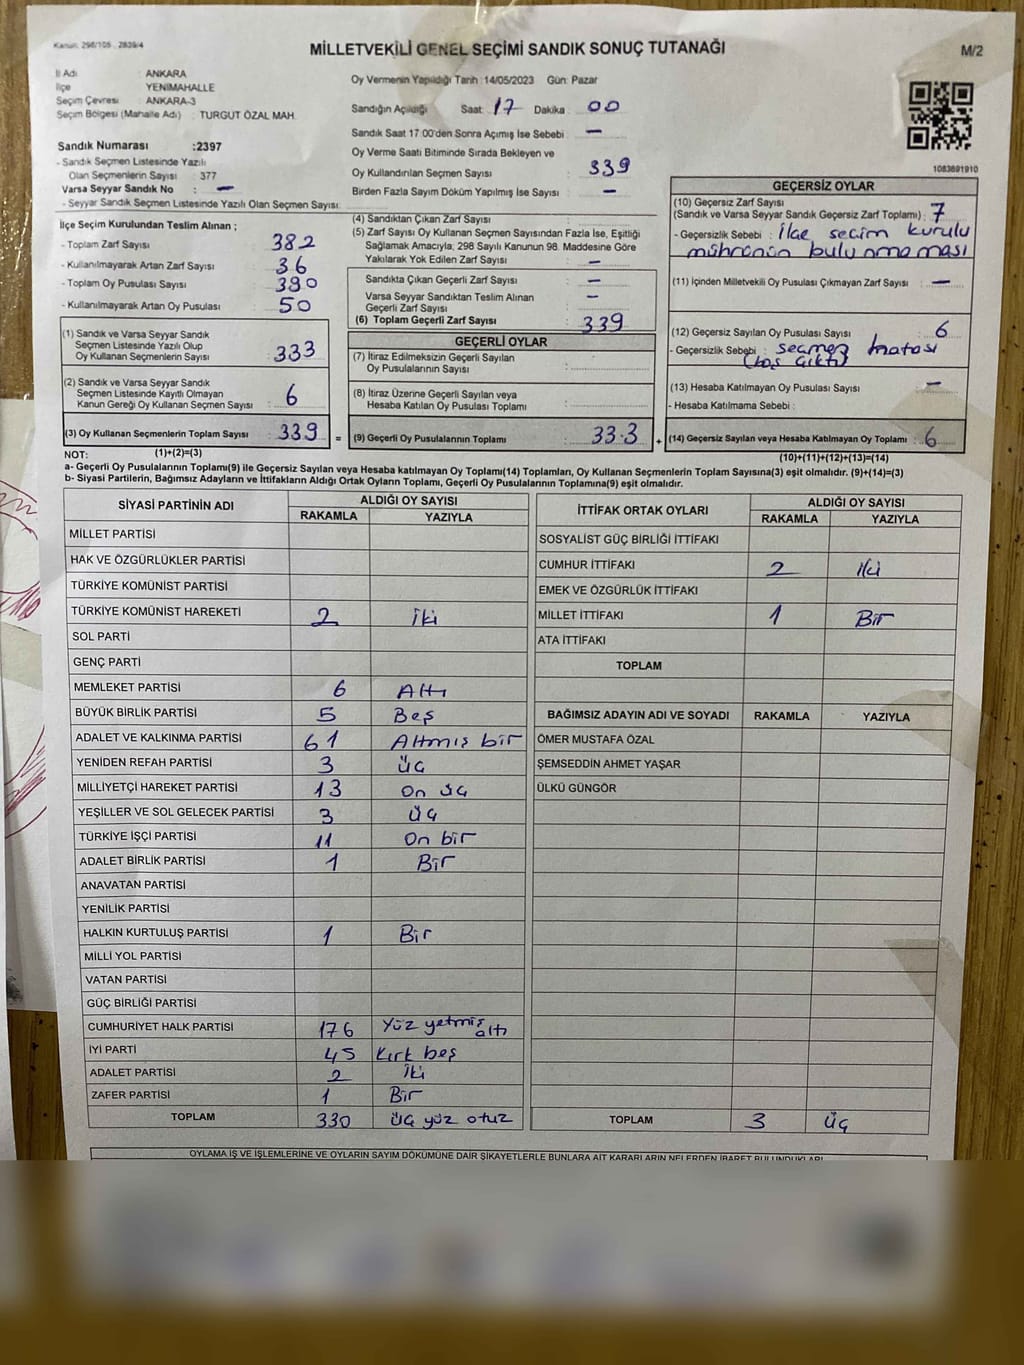 Kanun: 298/105 , 2839/4
MİLLETVEKİLİ GENEL SEÇİMİ SANDIK SONUÇ TUTANAĞI
M/2
İl Adı : ANKARA
İlçe : YENİMAHALLE
Seçim Çevresi : ANKARA-3
Seçim Bölgesi (Mahalle Adı) : TURGUT ÖZAL MAH.
Sandık Numarası :2397
- Sandık Seçmen Listesinde Yazılı
Olan Seçmenlerin Sayısı : 377
Varsa Seyyar Sandık No : -
- Seyyar Sandık Seçmen Listesinde Yazılı Olan Seçmen Sayısı:
Oy Vermenin Yapıldığı Tarih :14/05/2023 Gün: Pazar
Sandığın Açıldığı Saat : 17 Dakika : 00
Sandık Saat 17.00'den Sonra Açımış İse Sebebi : -
Oy Verme Saati Bitiminde Sırada Bekleyen ve
Oy Kullandırılan Seçmen Sayısı : 339
Birden Fazla Sayım Döküm Yapılmış İse Sayısı : -
1083691910
İlçe Seçim Kurulundan Teslim Alınan ;
- Toplam Zarf Sayısı : 382
- Kullanılmayarak Artan Zarf Sayısı : 36
- Toplam Oy Pusulası Sayısı : 390
- Kullanılmayarak Artan Oy Pusulası : 50
(1) Sandık ve Varsa Seyyar Sandık
Seçmen Listesinde Yazılı Olup
Oy Kullanan Seçmenlerin Sayısı : 333
(2) Sandık ve Varsa Seyyar Sandık
Seçmen Listesinde Kayıtlı Olmayan
Kanun Gereği Oy Kullanan Seçmen Sayısı : 6
(3) Oy Kullanan Seçmenlerin Toplam Sayısı : 339 =
(4) Sandıktan Çıkan Zarf Sayısı :
(5) Zarf Sayısı Oy Kullanan Seçmen Sayısından Fazla İse, Eşitliği
Sağlamak Amacıyla, 298 Sayılı Kanunun 98. Maddesine Göre
Yakılarak Yok Edilen Zarf Sayısı : -
Sandıkta Çıkan Geçerli Zarf Sayısı : -
Varsa Seyyar Sandıktan Teslim Alınan
Geçerli Zarf Sayısı : -
(6) Toplam Geçerli Zarf Sayısı : 339
GEÇERLİ OYLAR
(7) İtiraz Edilmeksizin Geçerli Sayılan
Oy Pusulalarının Sayısı :
(8) İtiraz Üzerine Geçerli Sayılan veya
Hesaba Katılan Oy Pusulası Toplamı :
(9) Geçerli Oy Pusulalarının Toplamı : 333 +
GEÇERSİZ OYLAR
(10) Geçersiz Zarf Sayısı
(Sandık ve Varsa Seyyar Sandık Geçersiz Zarf Toplamı) : 7
- Geçersizlik Sebebi : İlçe seçim kurulu
mührünün bulunmaması
(11) İçinden Milletvekili Oy Pusulası Çıkmayan Zarf Sayısı : -
(12) Geçersiz Sayılan Oy Pusulası Sayısı : 6
- Geçersizlik Sebebi : seçmen hatası
(boş çıktı)
(13) Hesaba Katılmayan Oy Pusulası Sayısı : -
- Hesaba Katılmama Sebebi :
(14) Geçersiz Sayılan veya Hesaba Katılmayan Oy Toplamı : 6
NOT: (1)+(2)=(3)
(10)+(11)+(12)+(13)=(14)
a- Geçerli Oy Pusulalarının Toplamı(9) ile Geçersiz Sayılan veya Hesaba katılmayan Oy Toplamı(14) Toplamları, Oy Kullanan Seçmenlerin Toplam Sayısına(3) eşit olmalıdır. (9)+(14)=(3)
b- Siyasi Partilerin, Bağımsız Adayların ve İttifakların Aldığı Ortak Oyların Toplamı, Geçerli Oy Pusulalarının Toplamına(9) eşit olmalıdır.
SİYASİ PARTİNİN ADI ALDIĞI OY SAYISI
RAKAMLA YAZIYLA
MİLLET PARTİSİ
HAK VE ÖZGÜRLÜKLER PARTİSİ
TÜRKİYE KOMÜNİST PARTİSİ
TÜRKİYE KOMÜNİST HAREKETİ 2 İki
SOL PARTİ
GENÇ PARTİ
MEMLEKET PARTİSİ 6 Altı
BÜYÜK BİRLİK PARTİSİ 5 Beş
ADALET VE KALKINMA PARTİSİ 61 Altmış bir
YENİDEN REFAH PARTİSİ 3 üç
MİLLİYETÇİ HAREKET PARTİSİ 13 On üç
YEŞİLLER VE SOL GELECEK PARTİSİ 3 üç
TÜRKİYE İŞÇİ PARTİSİ 11 On bir
ADALET BİRLİK PARTİSİ 1 Bir
ANAVATAN PARTİSİ
YENİLİK PARTİSİ
HALKIN KURTULUŞ PARTİSİ 1 Bir
MİLLİ YOL PARTİSİ
VATAN PARTİSİ
GÜÇ BİRLİĞİ PARTİSİ
CUMHURİYET HALK PARTİSİ 176 Yüz yetmiş altı
İYİ PARTİ 45 Kırk beş
ADALET PARTİSİ 2 İki
ZAFER PARTİSİ 1 Bir
TOPLAM 330 üç yüz otuz
İTTİFAK ORTAK OYLARI ALDIĞI OY SAYISI
RAKAMLA YAZIYLA
SOSYALİST GÜÇ BİRLİĞİ İTTİFAKI
CUMHUR İTTİFAKI 2 İki
EMEK VE ÖZGÜRLÜK İTTİFAKI
MİLLET İTTİFAKI 1 Bir
ATA İTTİFAKI
TOPLAM
BAĞIMSIZ ADAYIN ADI VE SOYADI RAKAMLA YAZIYLA
ÖMER MUSTAFA ÖZAL
ŞEMSEDDİN AHMET YAŞAR
ÜLKÜ GÜNGÖR
TOPLAM 3 üç
OYLAMA İŞ VE İŞLEMLERİNE VE OYLARIN SAYIM DÖKÜMÜNE DAİR ŞİKAYETLERLE BUNLARA AİT KARARLARIN NELERDEN İBARET BULUNDUKLARI